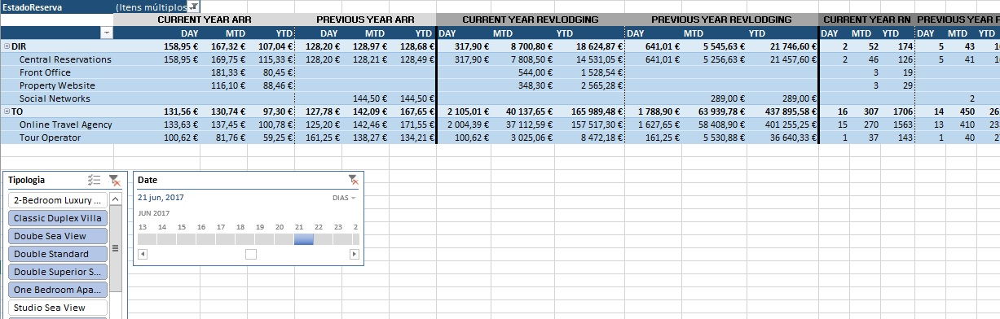 EstadoReserva (Itens múltiplos
CURRENT YEAR ARR PREVIOUS YEAR ARR CURRENT YEAR REVLODGING PREVIOUS YEAR REVLODGING CURRENT YEAR RN PREVIOUS YEAR
DAY MTD YTD DAY MTD YTD DAY MTD YTD DAY MTD YTD DAY MTD YTD DAY MTD
DIR 158,95 € 167,32 € 107,04 € 128,20 € 128,97 € 128,68 € 317,90 € 8 700,80 € 18 624,87 € 641,01 € 5 545,63 € 21 746,60 € 2 52 174 5 43
Central Reservations 158,95 € 169,75 € 115,33 € 128,20 € 128,21 € 128,49 € 317,90 € 7 808,50 € 14 531,05 € 641,01 € 5 256,63 € 21 457,60 € 2 46 126 5 41
Front Office 181,33 € 80,45 € 544,00 € 1 528,54 € 3 19
Property Website 116,10 € 88,46 € 348,30 € 2 565,28 € 3 29
Social Networks 144,50 € 144,50 € 289,00 € 289,00 € 2
TO 131,56 € 130,74 € 97,30 € 127,78 € 142,09 € 167,65 € 2 105,01 € 40 137,65 € 165 989,48 € 1 788,90 € 63 939,78 € 437 895,58 € 16 307 1706 14 450
Online Travel Agency 133,63 € 137,45 € 100,78 € 125,20 € 142,46 € 171,55 € 2 004,39 € 37 112,59 € 157 517,30 € 1 627,65 € 58 408,90 € 401 255,25 € 15 270 1563 13 410
Tour Operator 100,62 € 81,76 € 59,25 € 161,25 € 138,27 € 134,21 € 100,62 € 3 025,06 € 8 472,18 € 161,25 € 5 530,88 € 36 640,33 € 1 37 143 1 40
Tipologia
2-Bedroom Luxury ...
Classic Duplex Villa
Doube Sea View
Double Standard
Double Superior S...
One Bedroom Apa...
Studio Sea View
Date
21 jun, 2017 DIAS
JUN 2017
13 14 15 16 17 18 19 20 21 22 23 2